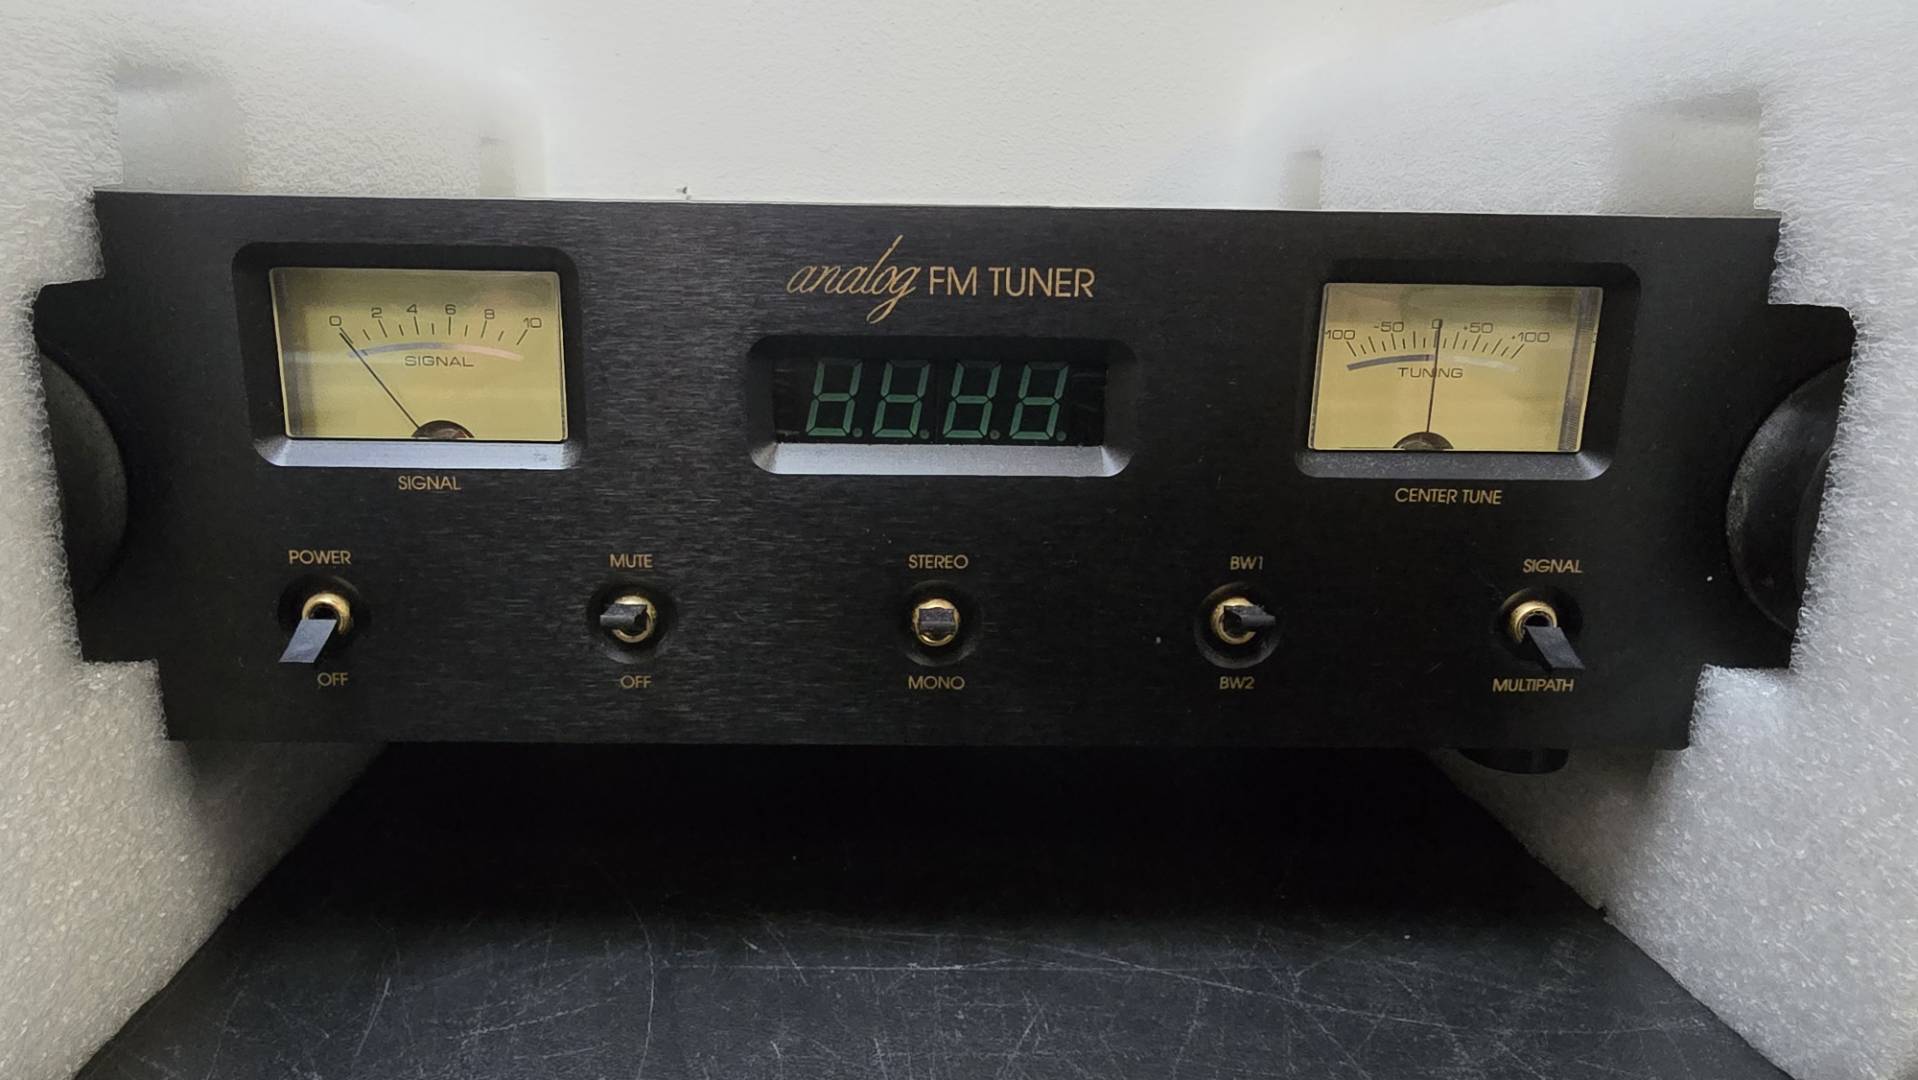 analog FM TUNER
0 2 4 6 8 10
SIGNAL
SIGNAL
100 -50 0 +50 +100
TUNING
CENTER TUNE
POWER
OFF
MUTE
OFF
STEREO
MONO
BW1
BW2
SIGNAL
MULTIPATH